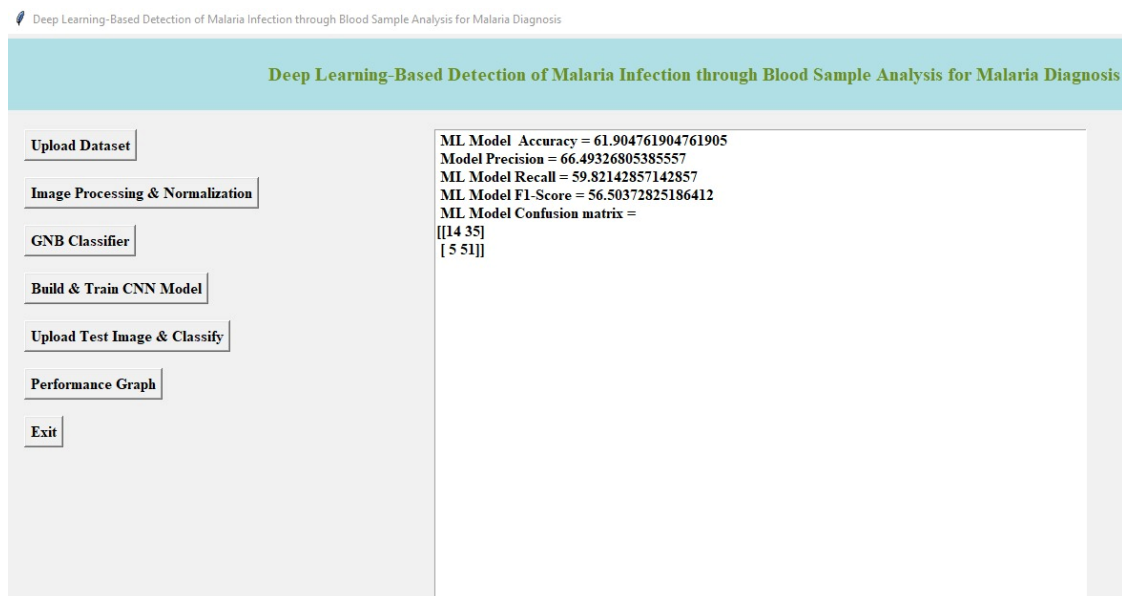 Deep Learning-Based Detection of Malaria Infection through Blood Sample Analysis for Malaria Diagnosis
Deep Learning-Based Detection of Malaria Infection through Blood Sample Analysis for Malaria Diagnosis
Upload Dataset
Image Processing & Normalization
GNB Classifier
Build & Train CNN Model
Upload Test Image & Classify
Performance Graph
Exit
ML Model  Accuracy = 61.904761904761905
Model Precision = 66.49326805385557
ML Model Recall = 59.82142857142857
ML Model F1-Score = 56.50372825186412
ML Model Confusion matrix =
[[14 35]
[ 5 51]]